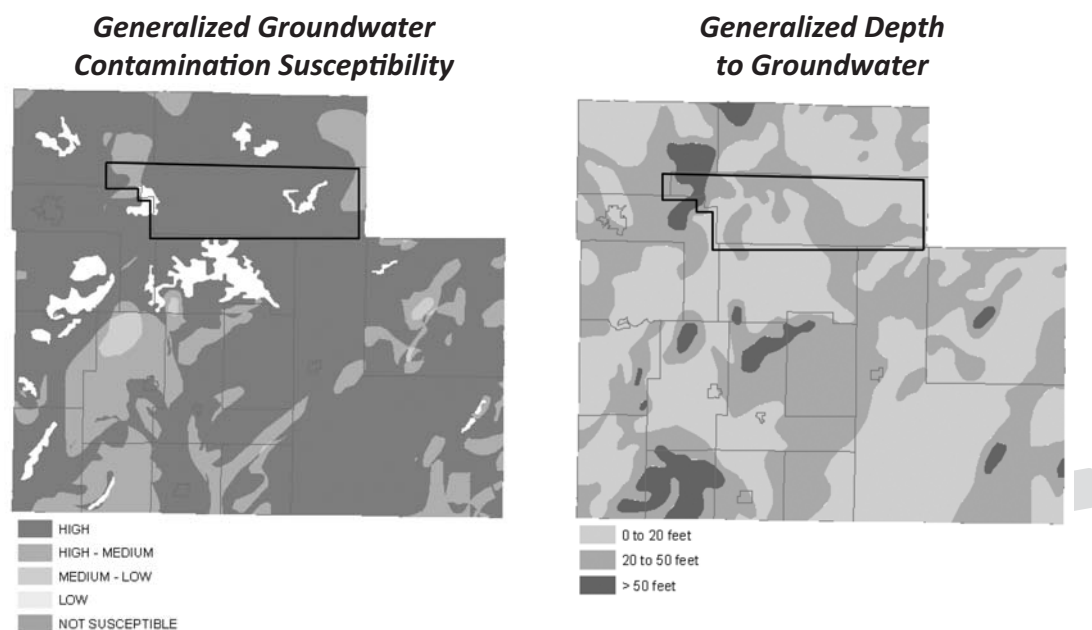 Generalized Groundwater
Contamination Susceptibility
Generalized Depth
to Groundwater
HIGH
HIGH - MEDIUM
MEDIUM - LOW
LOW
NOT SUSCEPTIBLE
0 to 20 feet
20 to 50 feet
> 50 feet